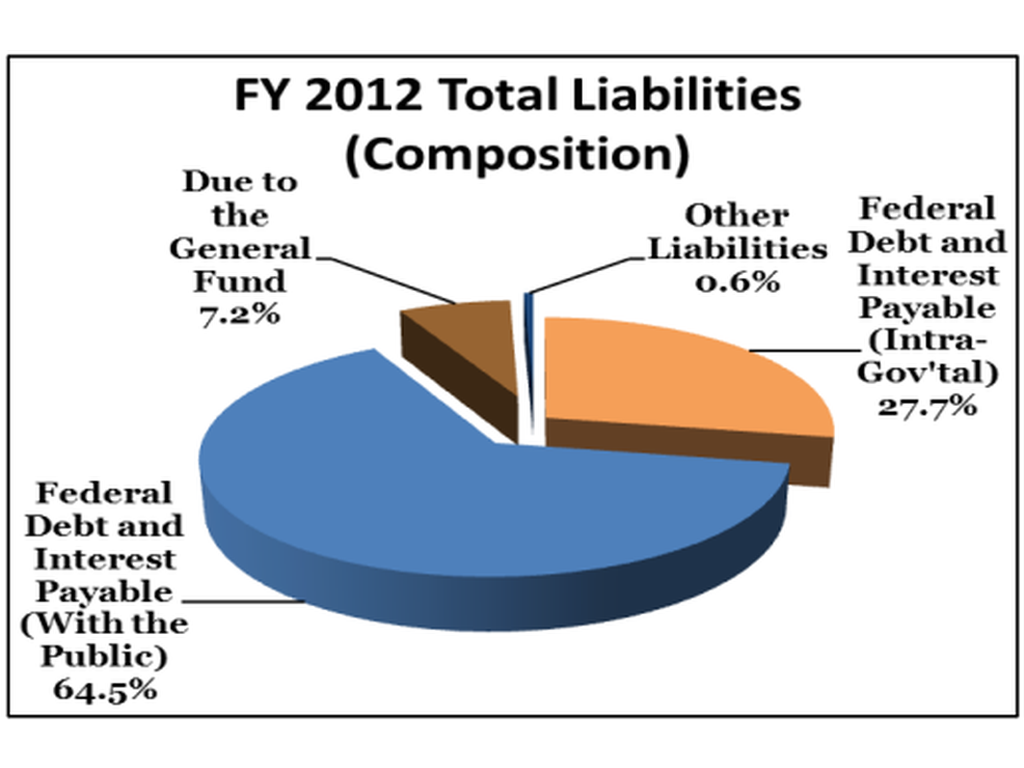 FY 2012 Total Liabilities
(Composition)
Due to
the
General
Fund
7.2%
Other
Liabilities
0.6%
Federal
Debt and
Interest
Payable
(Intra-
Gov'tal)
27.7%
Federal
Debt and
Interest
Payable
(With the
Public)
64.5%